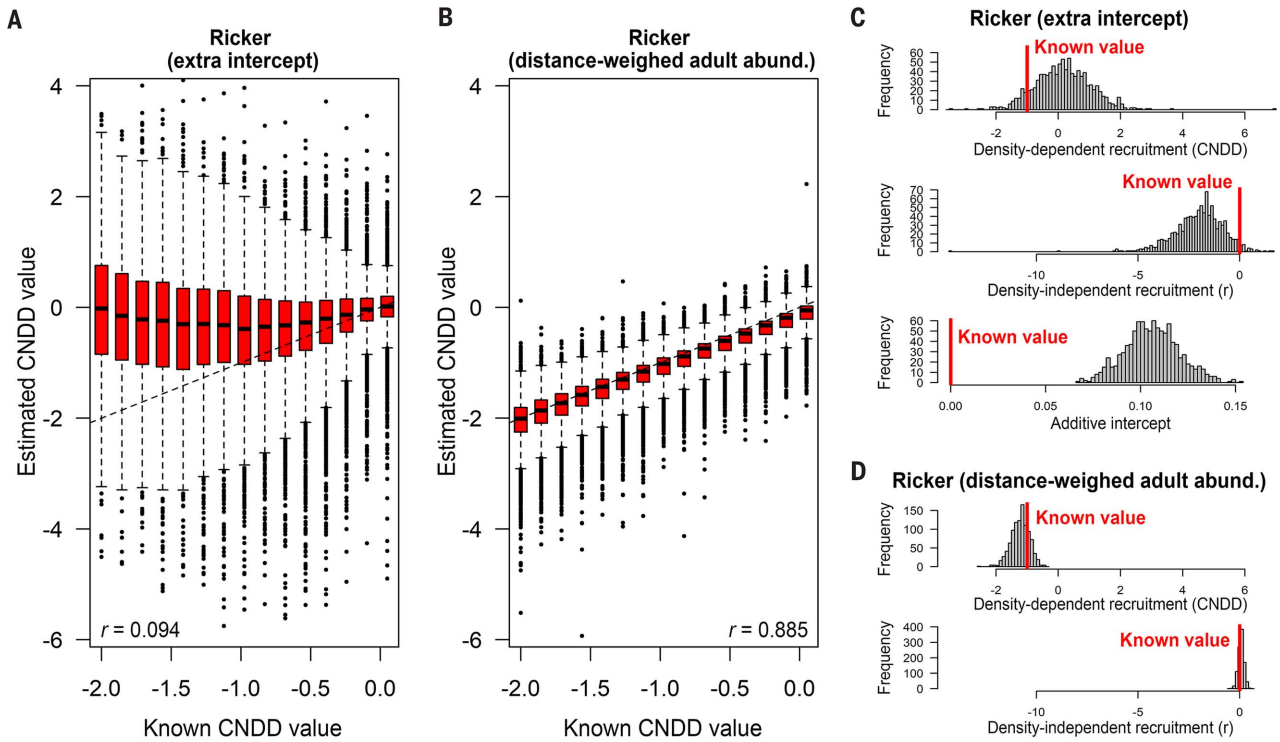 A
Ricker
(extra intercept)
4
2
0
-2
-4
-6
Estimated CNDD value
r = 0.094
-2.0 -1.5 -1.0 -0.5 0.0
Known CNDD value
B
Ricker
(distance-weighed adult abund.)
4
2
0
-2
-4
-6
Estimated CNDD value
r = 0.885
-2.0 -1.5 -1.0 -0.5 0.0
Known CNDD value
C
Ricker (extra intercept)
Known value
Frequency
60
50
40
30
20
10
0
-2 0 2 4 6
Density-dependent recruitment (CNDD)
Known value
Frequency
70
60
50
40
30
20
10
0
-10 -5 0
Density-independent recruitment (r)
Known value
Frequency
60
50
40
30
20
10
0
0.00 0.05 0.10 0.15
Additive intercept
D
Ricker (distance-weighed adult abund.)
Known value
Frequency
150
100
50
0
-2 0 2 4 6
Density-dependent recruitment (CNDD)
Known value
Frequency
400
300
200
100
0
-10 -5 0
Density-independent recruitment (r)